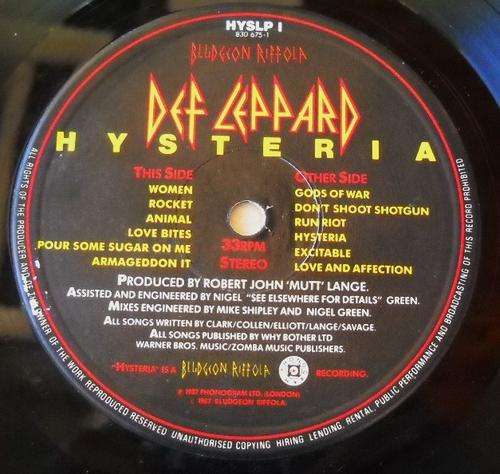 HYSLP 1
830 675-1
BLUDGEON RIFFOLA
DEF LEPPARD
HYSTERIA
THIS SIDE
WOMEN
ROCKET
ANIMAL
LOVE BITES
POUR SOME SUGAR ON ME
ARMAGEDDON IT
OTHER SIDE
GODS OF WAR
DON'T SHOOT SHOTGUN
RUN RIOT
HYSTERIA
EXCITABLE
LOVE AND AFFECTION
33RPM
STEREO
PRODUCED BY ROBERT JOHN 'MUTT' LANGE.
ASSISTED AND ENGINEERED BY NIGEL "SEE ELSEWHERE FOR DETAILS" GREEN.
MIXES ENGINEERED BY MIKE SHIPLEY AND NIGEL GREEN.
ALL SONGS WRITTEN BY CLARK/COLLEN/ELLIOTT/LANGE/SAVAGE.
ALL SONGS PUBLISHED BY WHY BOTHER LTD
WARNER BROS. MUSIC/ZOMBA MUSIC PUBLISHERS.
"HYSTERIA" IS A BLUDGEON RIFFOLA RECORDING.
℗ 1987 PHONOGRAM LTD. (LONDON)
1987 BLUDGEON RIFFOLA.
ALL RIGHTS OF THE PRODUCER AND OF THE OWNER OF THE WORK REPRODUCED RESERVED UNAUTHORISED COPYING HIRING LENDING RENTAL PUBLIC PERFORMANCE AND BROADCASTING OF THIS RECORD PROHIBITED